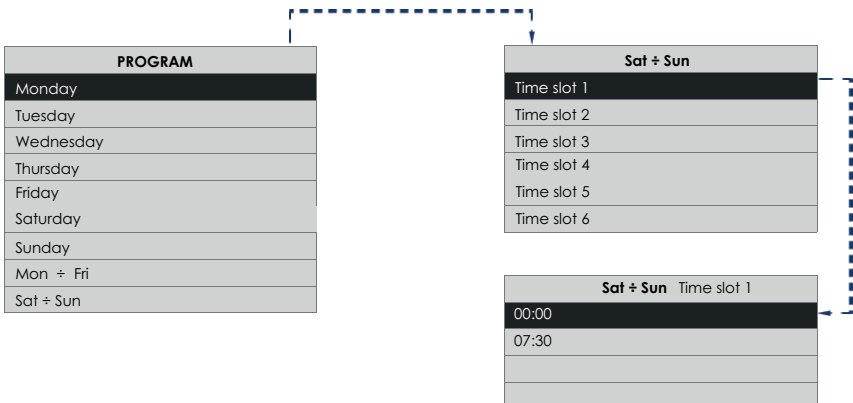 PROGRAM
Monday
Tuesday
Wednesday
Thursday
Friday
Saturday
Sunday
Mon ÷ Fri
Sat ÷ Sun
Sat ÷ Sun
Time slot 1
Time slot 2
Time slot 3
Time slot 4
Time slot 5
Time slot 6
Sat ÷ Sun Time slot 1
00:00
07:30